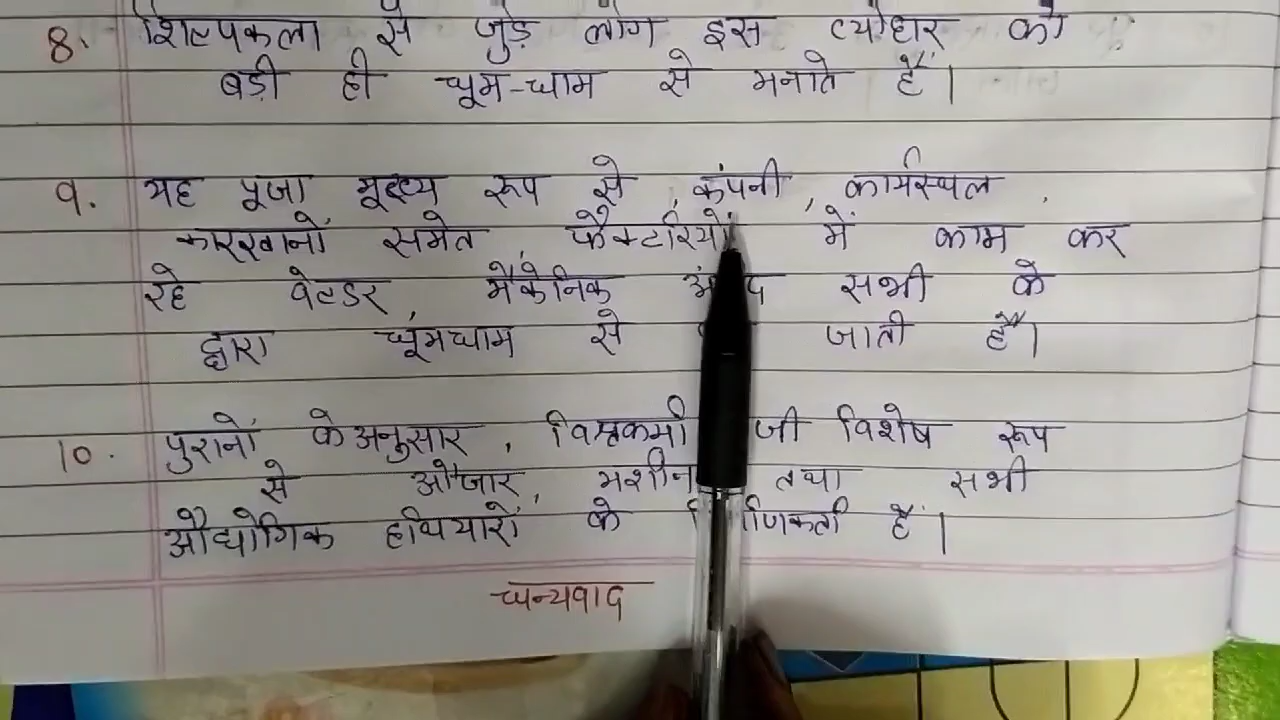 8. शिल्पकला से जुड़े लोग इस त्योहार को
बड़ी ही धूम-धाम से मनाते हैं।
9. यह पूजा मूख्य रूप से, कंपनी, कार्यस्थल,
कारखानों समेत फैक्टरियों में काम कर
रहे वेल्डर, मैकेनिक सभी के
द्वारा धूमधाम से जाती है।
10. पुरानों के अनुसार, विश्वकर्मा जी विशेष रूप
से औजार, मशीन तथा सभी
औद्योगिक हथियारों के हैं।
धन्यवाद